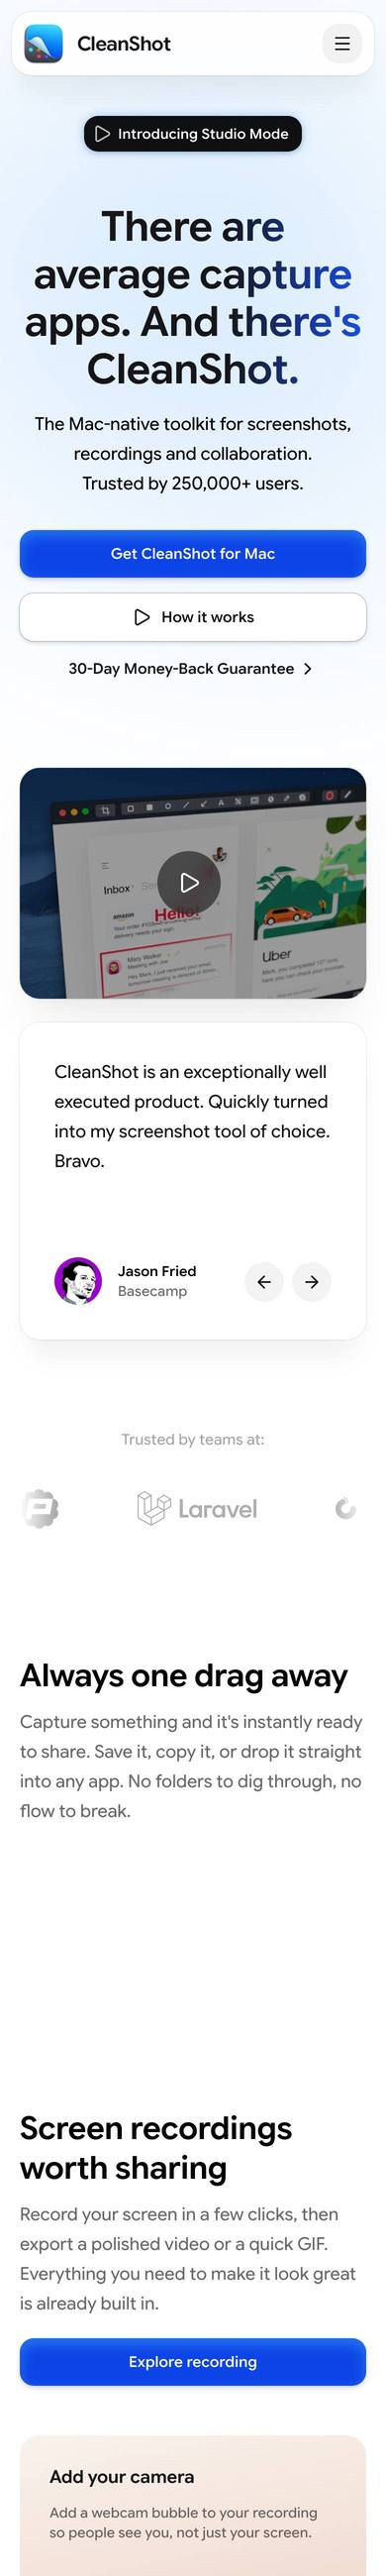 CleanShot
Introducing Studio Mode
There are
average capture
apps. And there's
CleanShot.
The Mac-native toolkit for screenshots,
recordings and collaboration.
Trusted by 250,000+ users.
Get CleanShot for Mac
How it works
30-Day Money-Back Guarantee
Inbox
Hello!
amazon
Mary Walker
Meeting with Joe
Uber
CleanShot is an exceptionally well
executed product. Quickly turned
into my screenshot tool of choice.
Bravo.
Jason Fried
Basecamp
Trusted by teams at:
Laravel
Always one drag away
Capture something and it's instantly ready
to share. Save it, copy it, or drop it straight
into any app. No folders to dig through, no
flow to break.
Screen recordings
worth sharing
Record your screen in a few clicks, then
export a polished video or a quick GIF.
Everything you need to make it look great
is already built in.
Explore recording
Add your camera
Add a webcam bubble to your recording
so people see you, not just your screen.